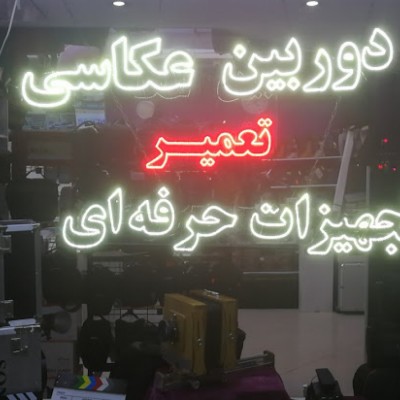 دوربین عکاسی
تعمیر
تجهیزات حرفه‌ای